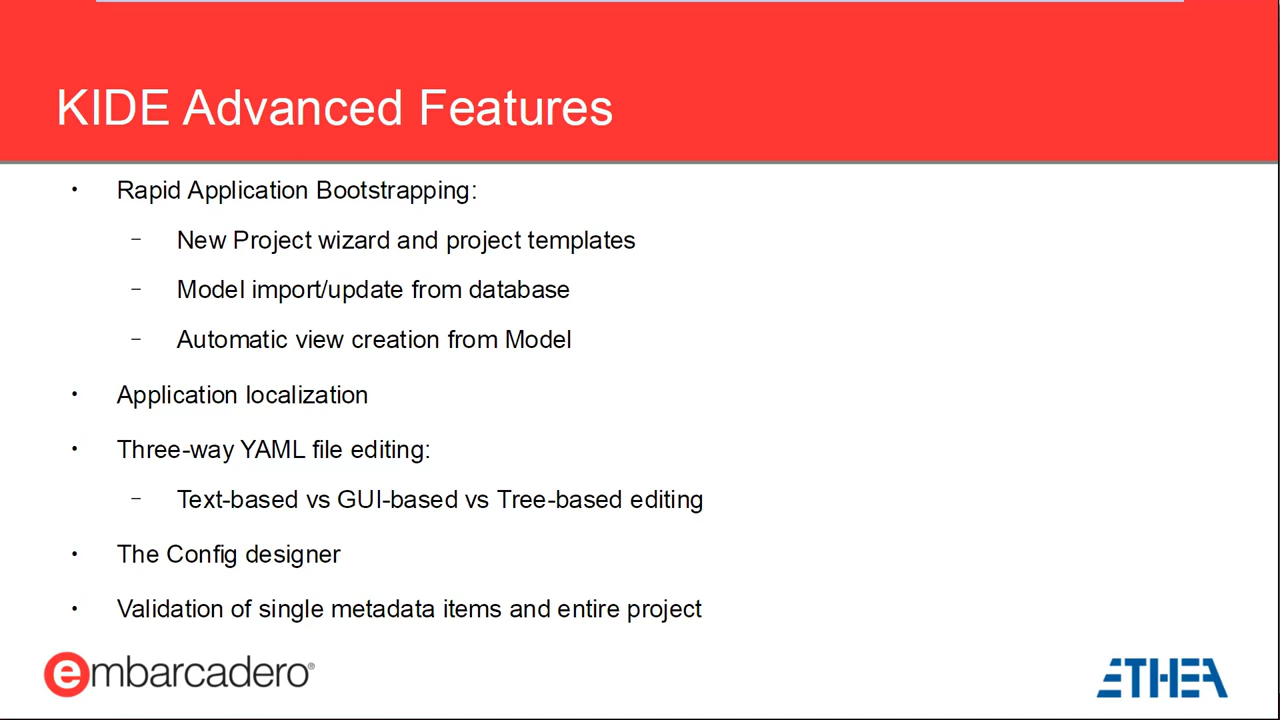 KIDE Advanced Features
• Rapid Application Bootstrapping:
– New Project wizard and project templates
– Model import/update from database
– Automatic view creation from Model
• Application localization
• Three-way YAML file editing:
– Text-based vs GUI-based vs Tree-based editing
• The Config designer
• Validation of single metadata items and entire project
embarcadero®
ETHEA